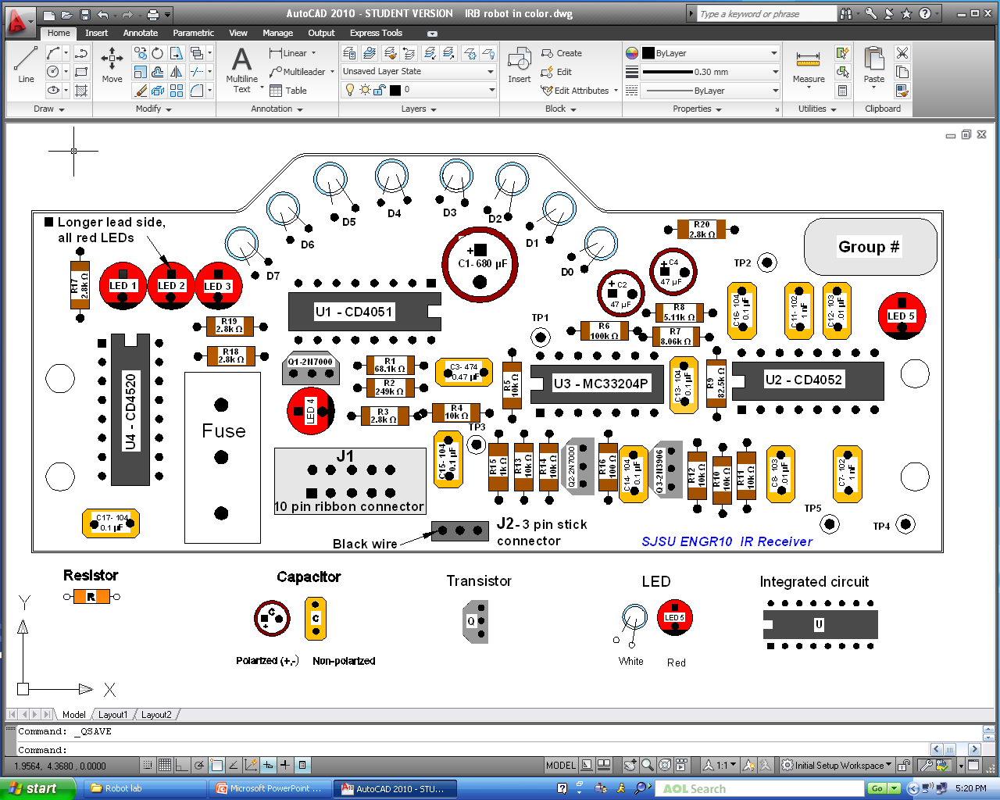 AutoCAD 2010 - STUDENT VERSION IRB robot in color.dwg
Type a keyword or phrase
Home Insert Annotate Parametric View Manage Output Express Tools
Line
Move
Multiline Text
Linear
Multileader
Table
Unsaved Layer State
0
Insert
Create
Edit
Edit Attributes
ByLayer
0.30 mm
ByLayer
Measure
Paste
Draw Modify Annotation Layers Block Properties Utilities Clipboard
Longer lead side,
all red LEDs
D7
D6
D5
D4
D3
D2
D1
D0
R20
2.8k Ω
Group #
TP2
R17
2.8k Ω
LED 1
LED 2
LED 3
C1- 680 µF
C2
47 µF
C4
47 µF
R19
2.8k Ω
R18
2.8k Ω
U1 - CD4051
TP1
R6
100k Ω
R8
5.11k Ω
R7
8.06k Ω
C16- 104
0.1 µF
C11- 102
1 nF
C12- 103
.01 µF
LED 5
U4 - CD4520
Fuse
Q1-2N7000
LED 4
R1
68.1k Ω
R2
249k Ω
R3
2.8k Ω
C3- 474
0.47 µF
R4
10k Ω
R5
10k Ω
U3 - MC33204P
C13- 104
0.1 µF
R9
82.5k Ω
U2 - CD4052
TP3
J1
10 pin ribbon connector
C15- 104
0.1 µF
R15
1k Ω
R13
10k Ω
R14
10k Ω
Q2-2N7000
R16
100 Ω
C14- 104
0.1 µF
Q3-2N3906
R12
10k Ω
R10
10k Ω
R11
10k Ω
C8- 103
.01 µF
C7- 102
1 nF
C17- 104
0.1 µF
Black wire
J2- 3 pin stick
connector
SJSU ENGR10 IR Receiver
TP5
TP4
Resistor
R
Capacitor
C
C
Polarized (+,-) Non-polarized
Transistor
Q
LED
LED 5
White
Red
Integrated circuit
U
Y
X
Model Layout1 Layout2
Command: _QSAVE
Command:
1.9564, 4.3680, 0.0000
MODEL
1:1
Initial Setup Workspace
start
Robot lab
Microsoft PowerPoint ...
AutoCAD 2010 - STU...
AOL Search
Go
5:20 PM